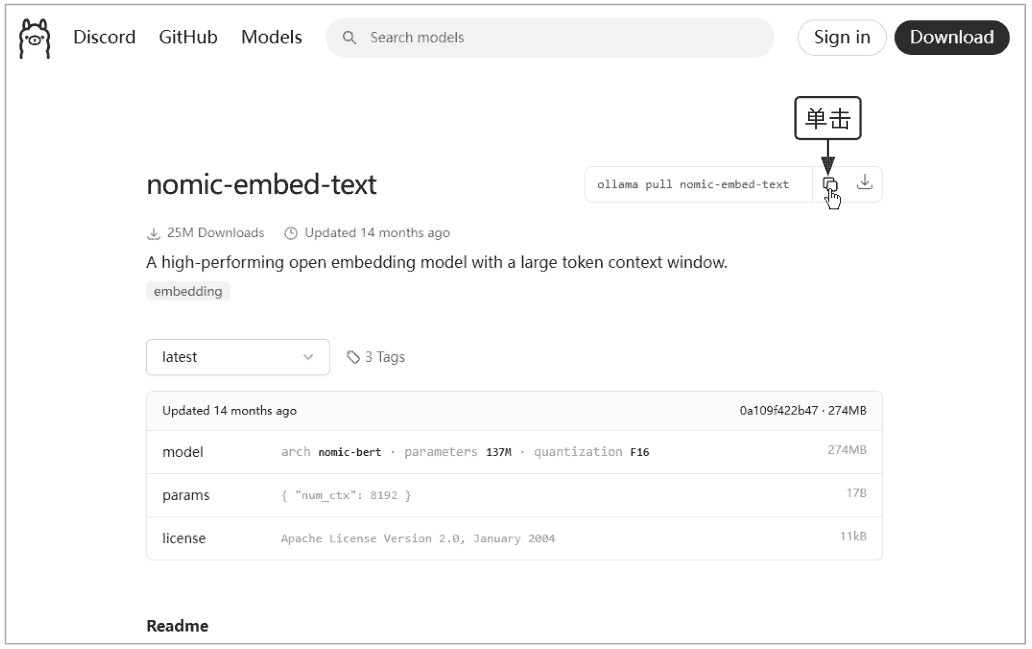 Discord GitHub Models Search models Sign in Download
单击
nomic-embed-text ollama pull nomic-embed-text
25M Downloads Updated 14 months ago
A high-performing open embedding model with a large token context window.
embedding
latest 3 Tags
Updated 14 months ago 0a109f422b47 · 274MB
model arch nomic-bert · parameters 137M · quantization F16 274MB
params { "num_ctx": 8192 } 17B
license Apache License Version 2.0, January 2004 11kB
Readme